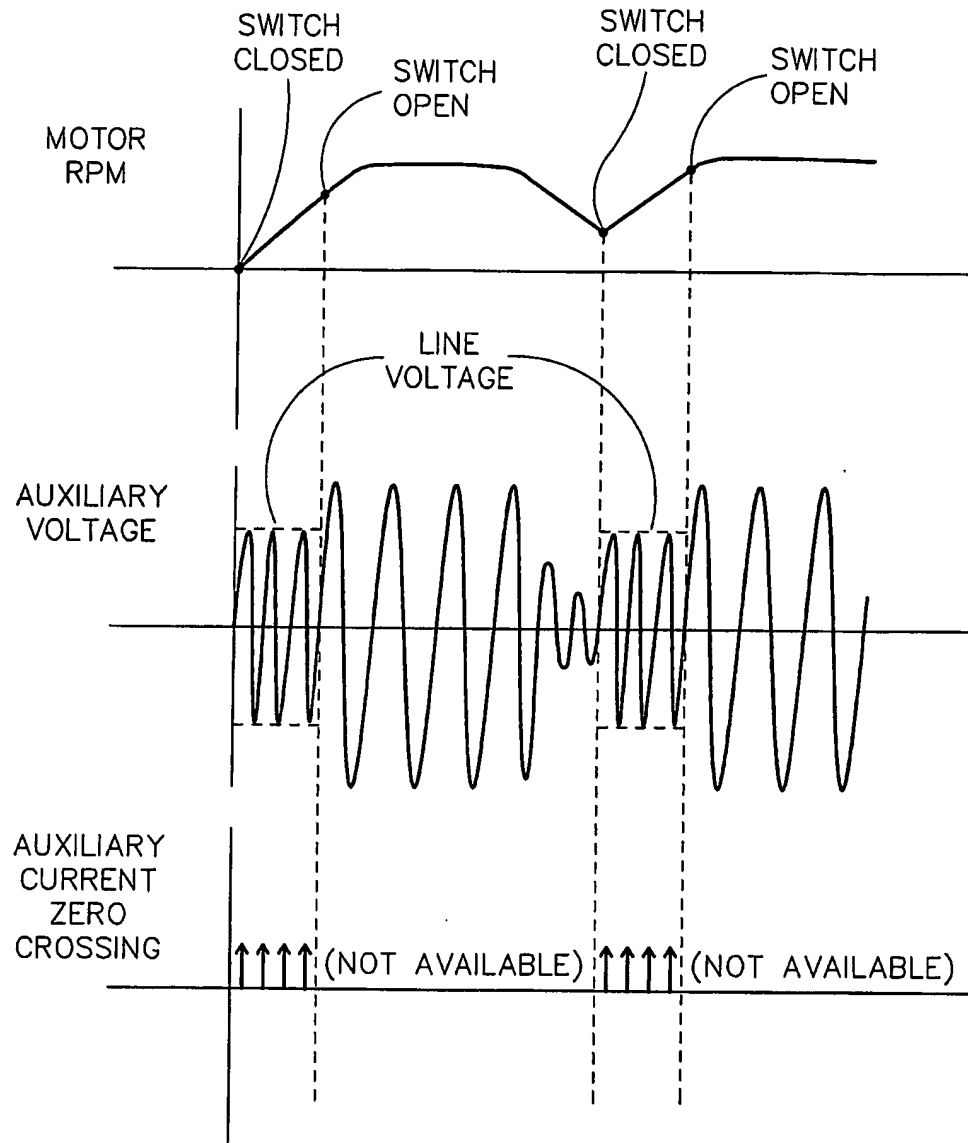 SWITCH
CLOSED
SWITCH
OPEN
SWITCH
CLOSED
SWITCH
OPEN
MOTOR
RPM
LINE
VOLTAGE
AUXILIARY
VOLTAGE
AUXILIARY
CURRENT
ZERO
CROSSING
(NOT AVAILABLE)
(NOT AVAILABLE)